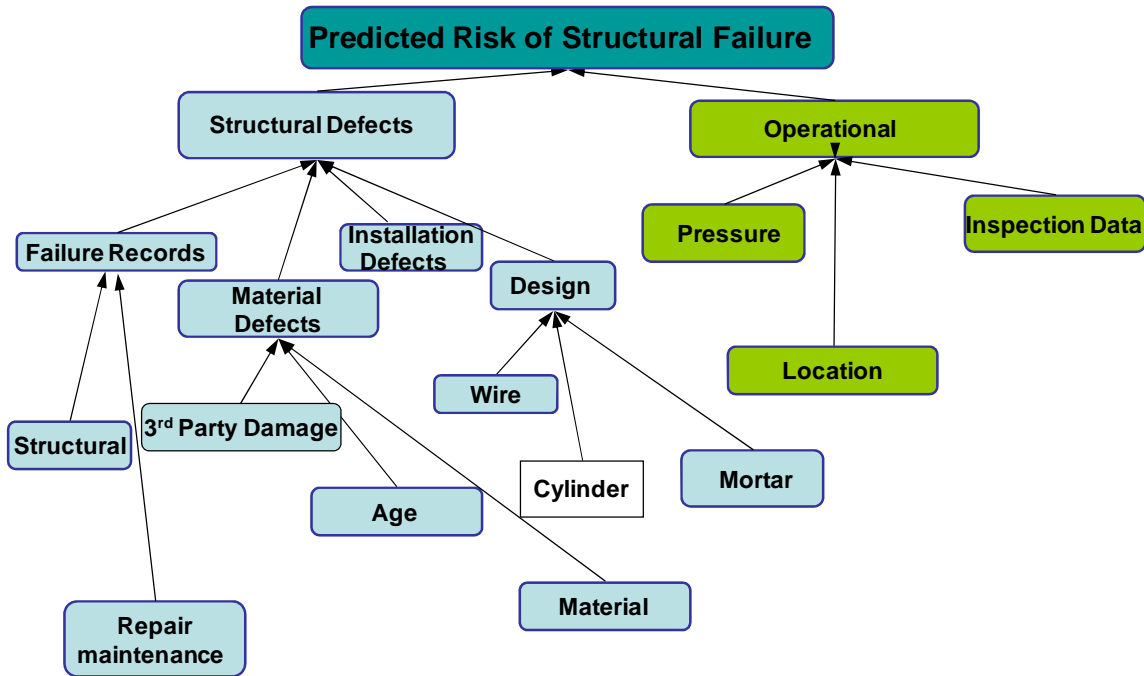 Predicted Risk of Structural Failure
Structural Defects
Operational
Failure Records
Installation
Defects
Pressure
Inspection Data
Material
Defects
Design
Location
Wire
Structural
3rd Party Damage
Cylinder
Mortar
Age
Material
Repair
maintenance